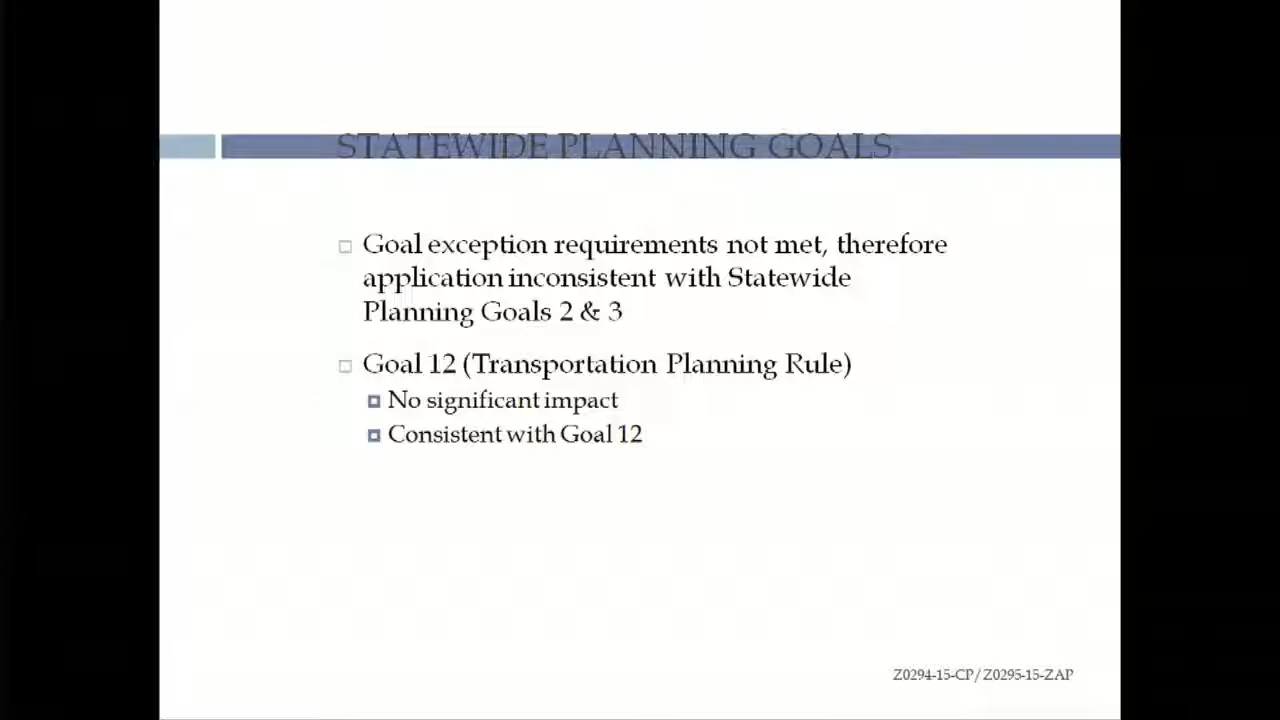 STATEWIDE PLANNING GOALS
Goal exception requirements not met, therefore
application inconsistent with Statewide
Planning Goals 2 & 3
Goal 12 (Transportation Planning Rule)
No significant impact
Consistent with Goal 12
Z0294-15-CP/Z0295-15-ZAP